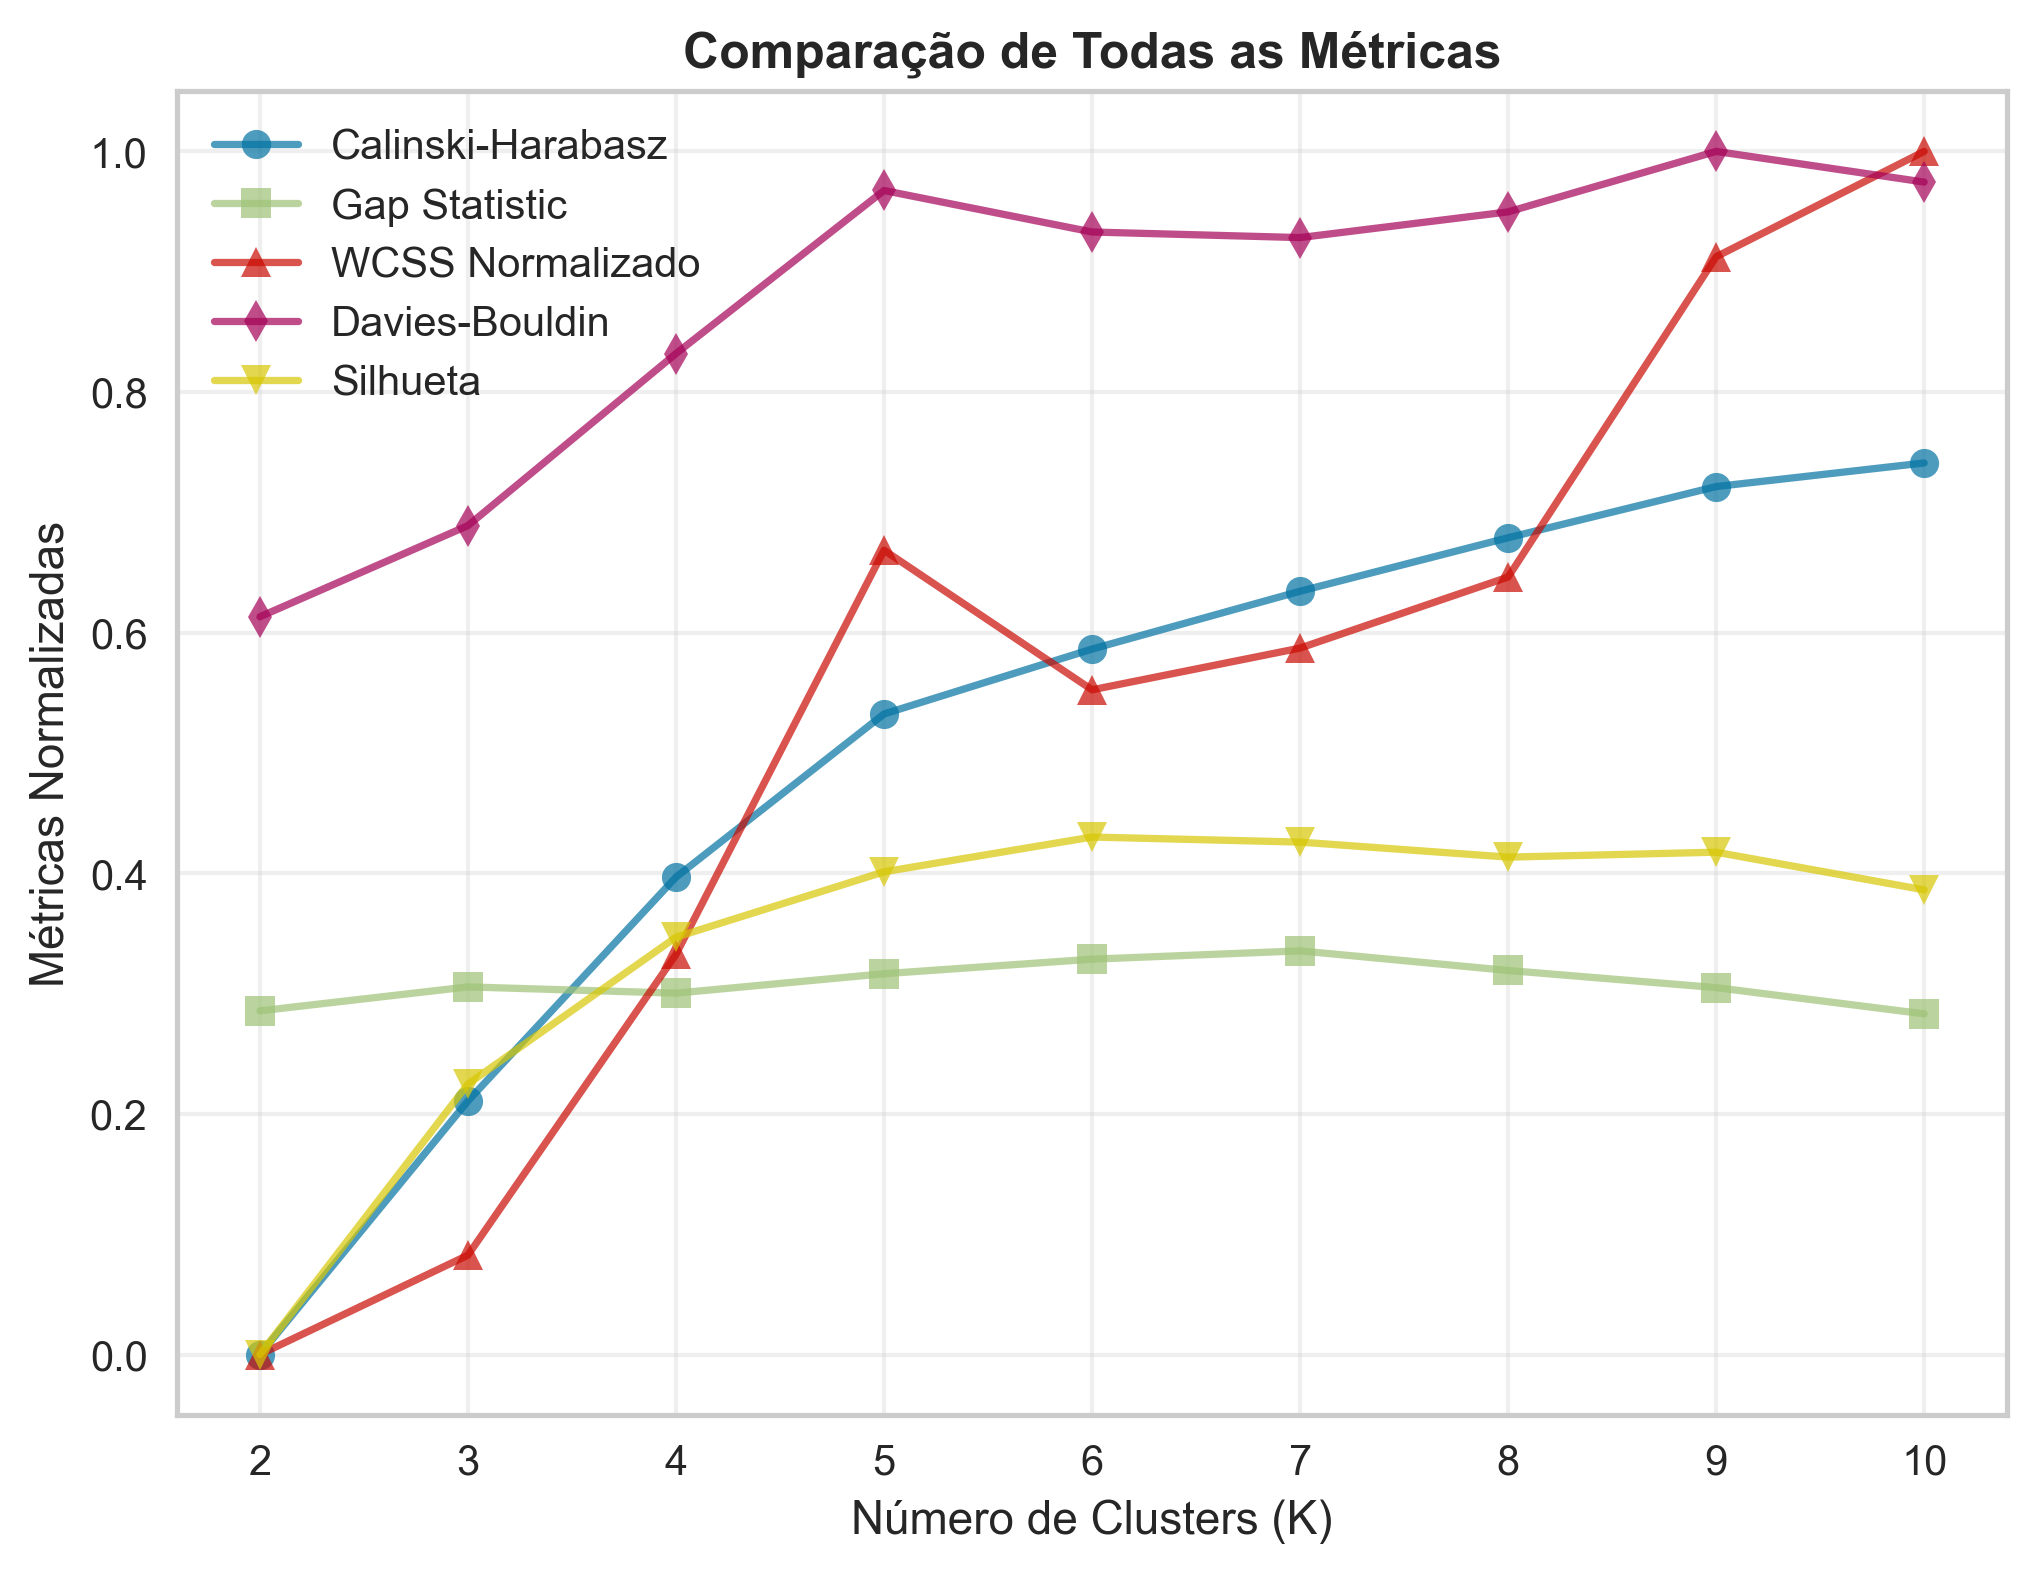 Comparação de Todas as Métricas
Calinski-Harabasz
Gap Statistic
WCSS Normalizado
Davies-Bouldin
Silhueta
Métricas Normalizadas
1.0
0.8
0.6
0.4
0.2
0.0
2 3 4 5 6 7 8 9 10
Número de Clusters (K)